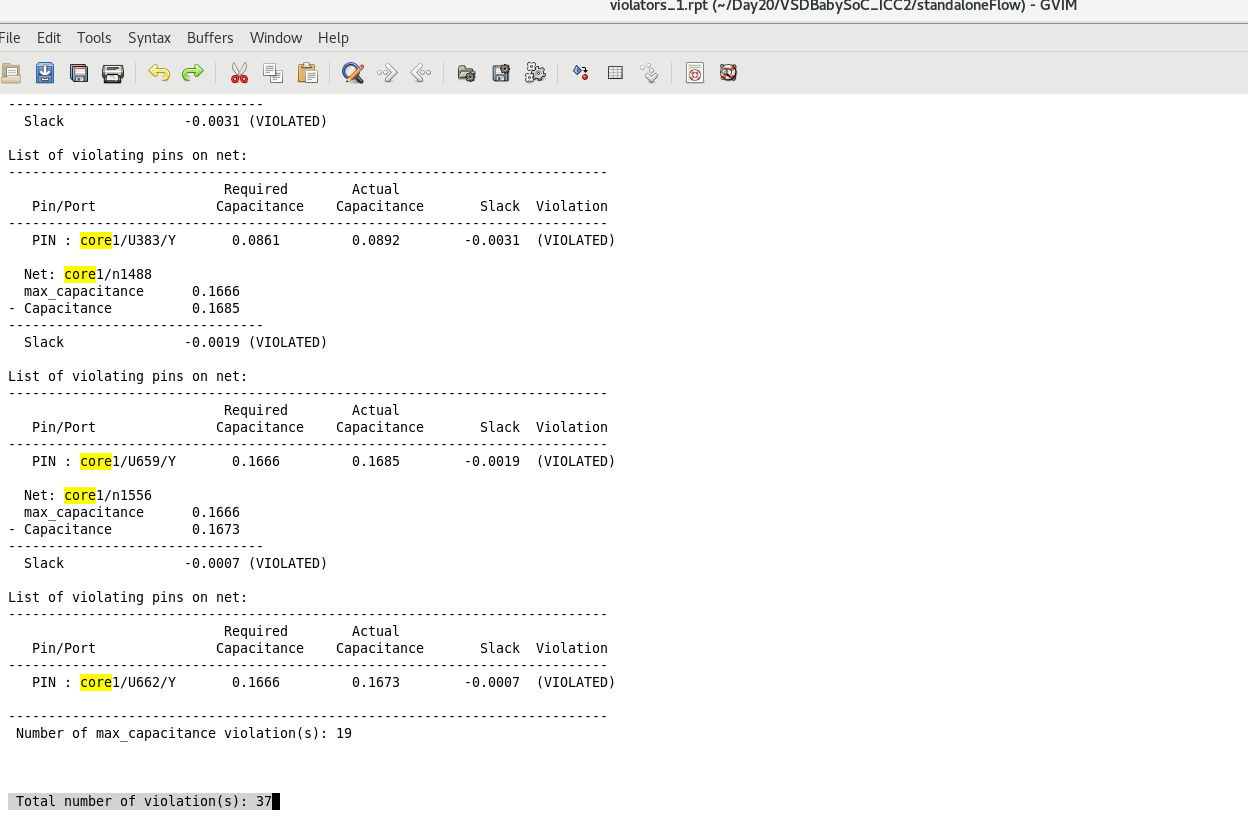 violators_1.rpt (~/Day20/VSDBabySoC_ICC2/standaloneFlow) - GVIM
File Edit Tools Syntax Buffers Window Help
--------------------------------
Slack -0.0031 (VIOLATED)
List of violating pins on net:
---------------------------------------------------------------------------
Required Actual
Pin/Port Capacitance Capacitance Slack Violation
---------------------------------------------------------------------------
PIN : core1/U383/Y 0.0861 0.0892 -0.0031 (VIOLATED)
Net: core1/n1488
max_capacitance 0.1666
- Capacitance 0.1685
--------------------------------
Slack -0.0019 (VIOLATED)
List of violating pins on net:
---------------------------------------------------------------------------
Required Actual
Pin/Port Capacitance Capacitance Slack Violation
---------------------------------------------------------------------------
PIN : core1/U659/Y 0.1666 0.1685 -0.0019 (VIOLATED)
Net: core1/n1556
max_capacitance 0.1666
- Capacitance 0.1673
--------------------------------
Slack -0.0007 (VIOLATED)
List of violating pins on net:
---------------------------------------------------------------------------
Required Actual
Pin/Port Capacitance Capacitance Slack Violation
---------------------------------------------------------------------------
PIN : core1/U662/Y 0.1666 0.1673 -0.0007 (VIOLATED)
---------------------------------------------------------------------------
Number of max_capacitance violation(s): 19
Total number of violation(s): 37